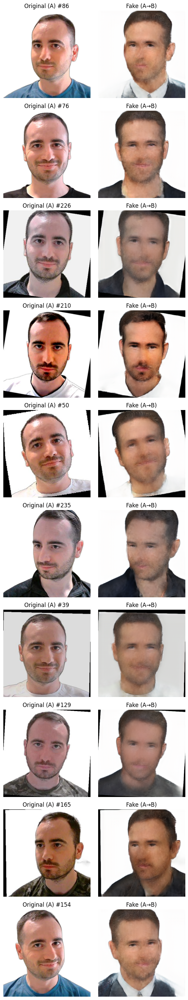 Original (A) #86
Fake (A→B)
Original (A) #76
Fake (A→B)
Original (A) #226
Fake (A→B)
Original (A) #210
Fake (A→B)
Original (A) #50
Fake (A→B)
Original (A) #235
Fake (A→B)
Original (A) #39
Fake (A→B)
Original (A) #129
Fake (A→B)
Original (A) #165
Fake (A→B)
Original (A) #154
Fake (A→B)